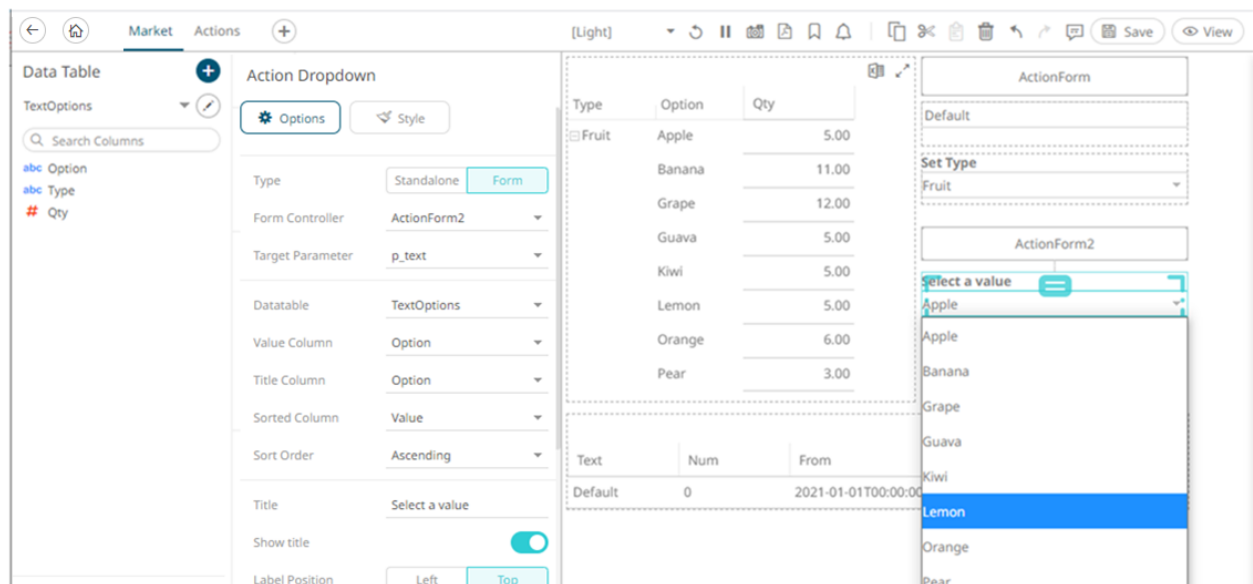 Market Actions [Light] Save View
Data Table
TextOptions
Search Columns
abc Option
abc Type
# Qty
Action Dropdown
Options Style
Type Standalone Form
Form Controller ActionForm2
Target Parameter p_text
Datatable TextOptions
Value Column Option
Title Column Option
Sorted Column Value
Sort Order Ascending
Title Select a value
Show title
Label Position Left Top
Type Option Qty
Fruit Apple 5.00
Banana 11.00
Grape 12.00
Guava 5.00
Kiwi 5.00
Lemon 5.00
Orange 6.00
Pear 3.00
Text Num From
Default 0 2021-01-01T00:00:00
ActionForm
Default
Set Type
Fruit
ActionForm2
Select a value
Apple
Apple
Banana
Grape
Guava
Kiwi
Lemon
Orange
Pear